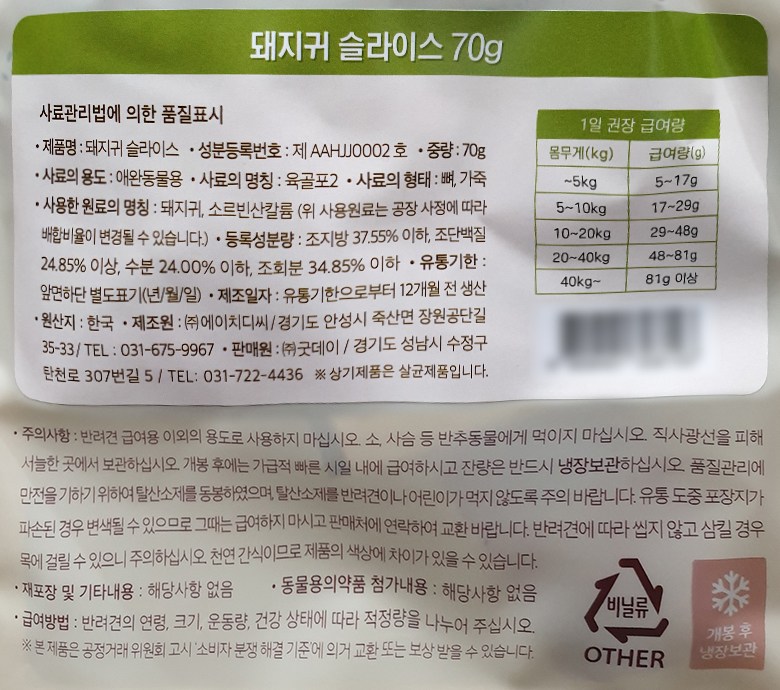 돼지귀 슬라이스 70g
사료관리법에 의한 품질표시
• 제품명 : 돼지귀 슬라이스 • 성분등록번호 : 제 AAHJJ0002 호 • 중량 : 70g
• 사료의 용도 : 애완동물용 • 사료의 명칭 : 육골포2 • 사료의 형태 : 뼈, 가죽
• 사용한 원료의 명칭 : 돼지귀, 소르빈산칼륨 (위 사용원료는 공장 사정에 따라
배합비율이 변경될 수 있습니다.) • 등록성분량 : 조지방 37.55% 이하, 조단백질
24.85% 이상, 수분 24.00% 이하, 조회분 34.85% 이하 • 유통기한 :
앞면하단 별도표기(년/월/일) • 제조일자 : 유통기한으로부터 12개월 전 생산
• 원산지 : 한국 • 제조원 : ㈜에이치디씨/경기도 안성시 죽산면 장원공단길
35-33/ TEL : 031-675-9967 • 판매원 : ㈜굿데이 / 경기도 성남시 수정구
탄천로 307번길 5 / TEL: 031-722-4436 ※상기제품은 살균제품입니다.
1일 권장 급여량
몸무게(kg) 급여량(g)
~5kg 5~17g
5~10kg 17~29g
10~20kg 29~48g
20~40kg 48~81g
40kg~ 81g 이상
• 주의사항 : 반려견 급여용 이외의 용도로 사용하지 마십시오. 소, 사슴 등 반추동물에게 먹이지 마십시오. 직사광선을 피해
서늘한 곳에서 보관하십시오. 개봉 후에는 가급적 빠른 시일 내에 급여하시고 잔량은 반드시 냉장보관하십시오. 품질관리에
만전을 기하기 위하여 탈산소제를 동봉하였으며, 탈산소제를 반려견이나 어린이가 먹지 않도록 주의 바랍니다. 유통 도중 포장지가
파손된 경우 변색될 수 있으므로 그때는 급여하지 마시고 판매처에 연락하여 교환 바랍니다. 반려견에 따라 씹지 않고 삼킬 경우
목에 걸릴 수 있으니 주의하십시오. 천연 간식이므로 제품의 색상에 차이가 있을 수 있습니다.
• 재포장 및 기타내용 : 해당사항 없음 • 동물용의약품 첨가내용 : 해당사항 없음
• 급여방법 : 반려견의 연령, 크기, 운동량, 건강 상태에 따라 적정량을 나누어 주십시오.
※ 본 제품은 공정거래 위원회 고시 '소비자 분쟁 해결 기준'에 의거 교환 또는 보상 받을 수 있습니다.
비닐류
OTHER
개봉 후
냉장보관